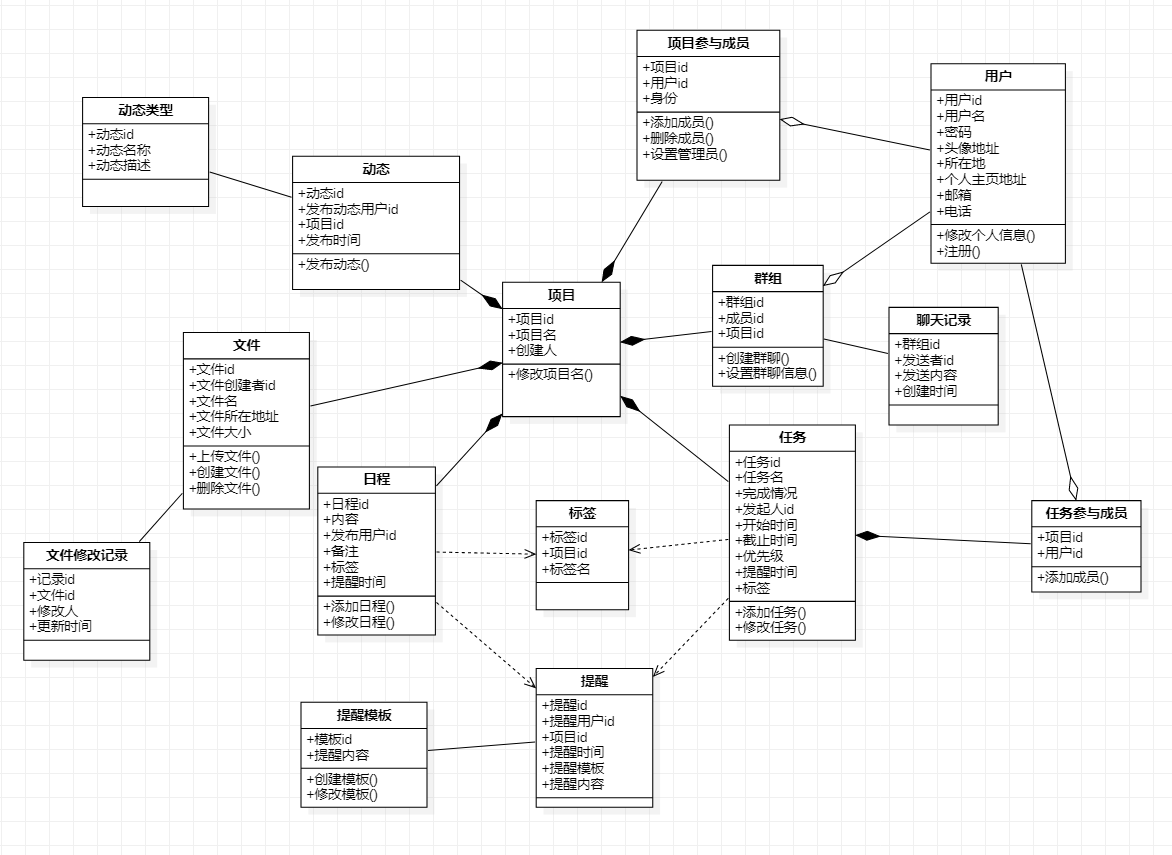 项目参与成员
+项目id
+用户id
+身份
+添加成员()
+删除成员()
+设置管理员()
用户
+用户id
+用户名
+密码
+头像地址
+所在地
+个人主页地址
+邮箱
+电话
+修改个人信息()
+注册()
动态类型
+动态id
+动态名称
+动态描述
动态
+动态id
+发布动态用户id
+项目id
+发布时间
+发布动态()
项目
+项目id
+项目名
+创建人
+修改项目名()
群组
+群组id
+成员id
+项目id
+创建群聊()
+设置群聊信息()
聊天记录
+群组id
+发送者id
+发送内容
+创建时间
文件
+文件id
+文件创建者id
+文件名
+文件所在地址
+文件大小
+上传文件()
+创建文件()
+删除文件()
日程
+日程id
+内容
+发布用户id
+备注
+标签
+提醒时间
+添加日程()
+修改日程()
标签
+标签id
+项目id
+标签名
任务
+任务id
+任务名
+完成情况
+发起人id
+开始时间
+截止时间
+优先级
+提醒时间
+标签
+添加任务()
+修改任务()
任务参与成员
+项目id
+用户id
+添加成员()
文件修改记录
+记录id
+文件id
+修改人
+更新时间
提醒模板
+模板id
+提醒内容
+创建模板()
+修改模板()
提醒
+提醒id
+提醒用户id
+项目id
+提醒时间
+提醒模板
+提醒内容